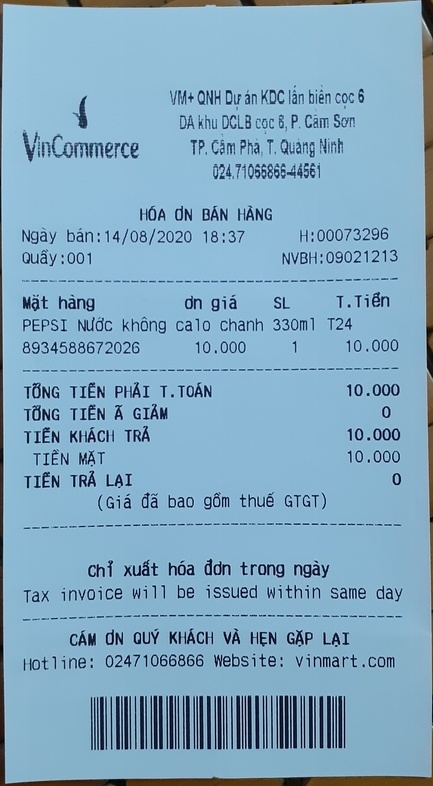 VinCommerce
VM+ QNH Dự án KDC lấn biển cọc 6
DA khu DCLB cọc 6, P. Cẩm Sơn
TP. Cẩm Phả, T. Quảng Ninh
024.71066866-44561
HÓA ƠN BÁN HÀNG
Ngày bán:14/08/2020 18:37 H:00073296
Quầy:001 NVBH:09021213
Mặt hàng ơn giá SL T.Tiền
PEPSI Nước không calo chanh 330ml T24
8934588672026 10.000 1 10.000
TỔNG TIỀN PHẢI T.TOÁN 10.000
TỔNG TIỀN Ã GIẢM 0
TIỀN KHÁCH TRẢ 10.000
TIỀN MẶT 10.000
TIỀN TRẢ LẠI 0
(Giá đã bao gồm thuế GTGT)
Chỉ xuất hóa đơn trong ngày
Tax invoice will be issued within same day
CẢM ƠN QUÝ KHÁCH VÀ HẸN GẶP LẠI
Hotline: 02471066866 Website: vinmart.com